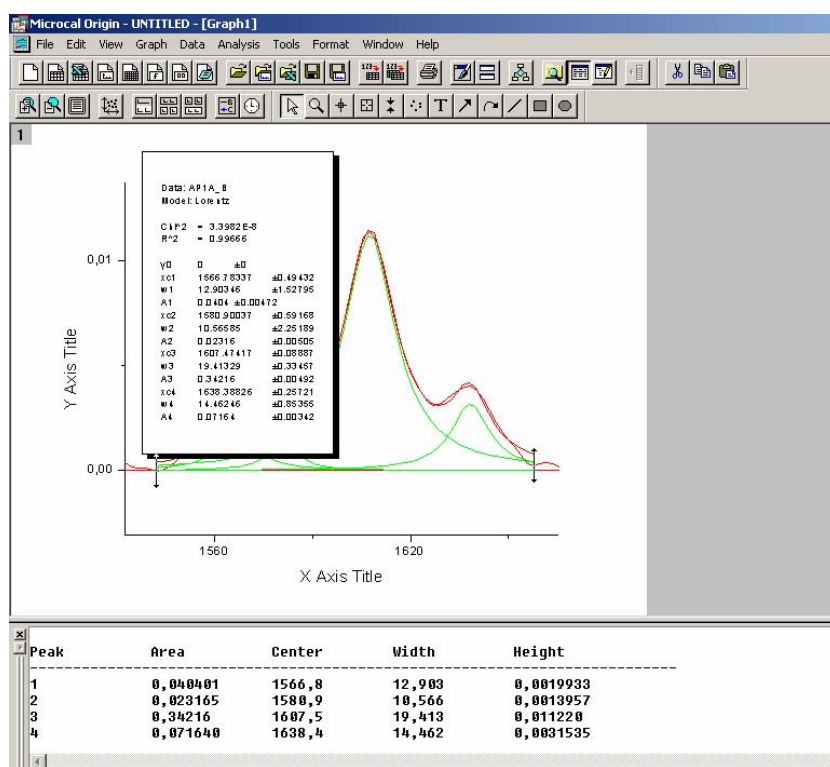 Microcal Origin - UNTITLED - [Graph1]
File Edit View Graph Data Analysis Tools Format Window Help
1
Data: AP1A_B
Model: Lorentz
Chi^2 = 3.3982E-8
R^2 = 0.99666
y0 0 ±0
xc1 1566.78337 ±0.49432
w1 12.90346 ±1.52795
A1 0.0404 ±0.00472
xc2 1580.90037 ±0.59168
w2 10.56585 ±2.25189
A2 0.02316 ±0.00505
xc3 1607.47417 ±0.08887
w3 19.41329 ±0.33457
A3 0.34216 ±0.00492
xc4 1638.38826 ±0.25721
w4 14.46246 ±0.85355
A4 0.07164 ±0.00342
0,01
Y Axis Title
0,00
1560 1620
X Axis Title
Peak Area Center Width Height
1 0,040401 1566,8 12,903 0,0019933
2 0,023165 1580,9 10,566 0,0013957
3 0,34216 1607,5 19,413 0,011220
4 0,071640 1638,4 14,462 0,0031535